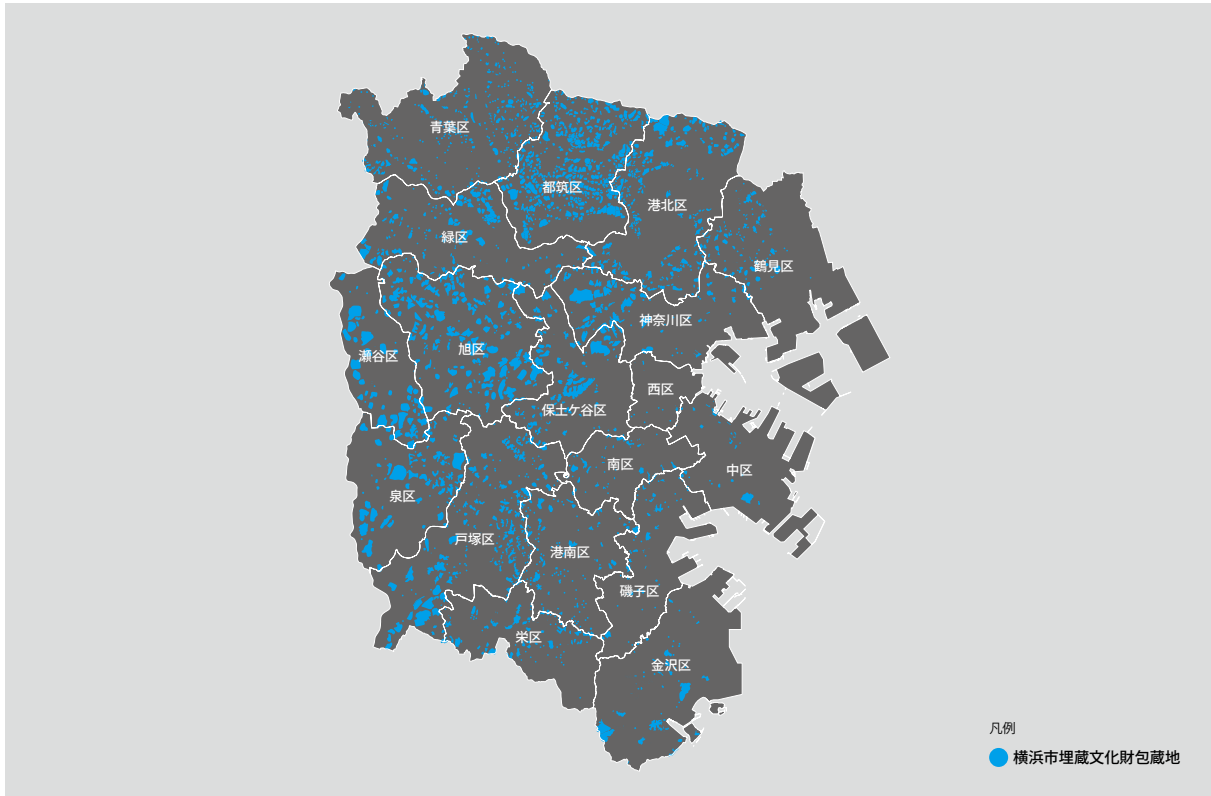 青葉区
都筑区
港北区
緑区
鶴見区
神奈川区
瀬谷区
旭区
西区
保土ケ谷区
南区
中区
泉区
戸塚区
港南区
磯子区
栄区
金沢区
凡例
横浜市埋蔵文化財包蔵地